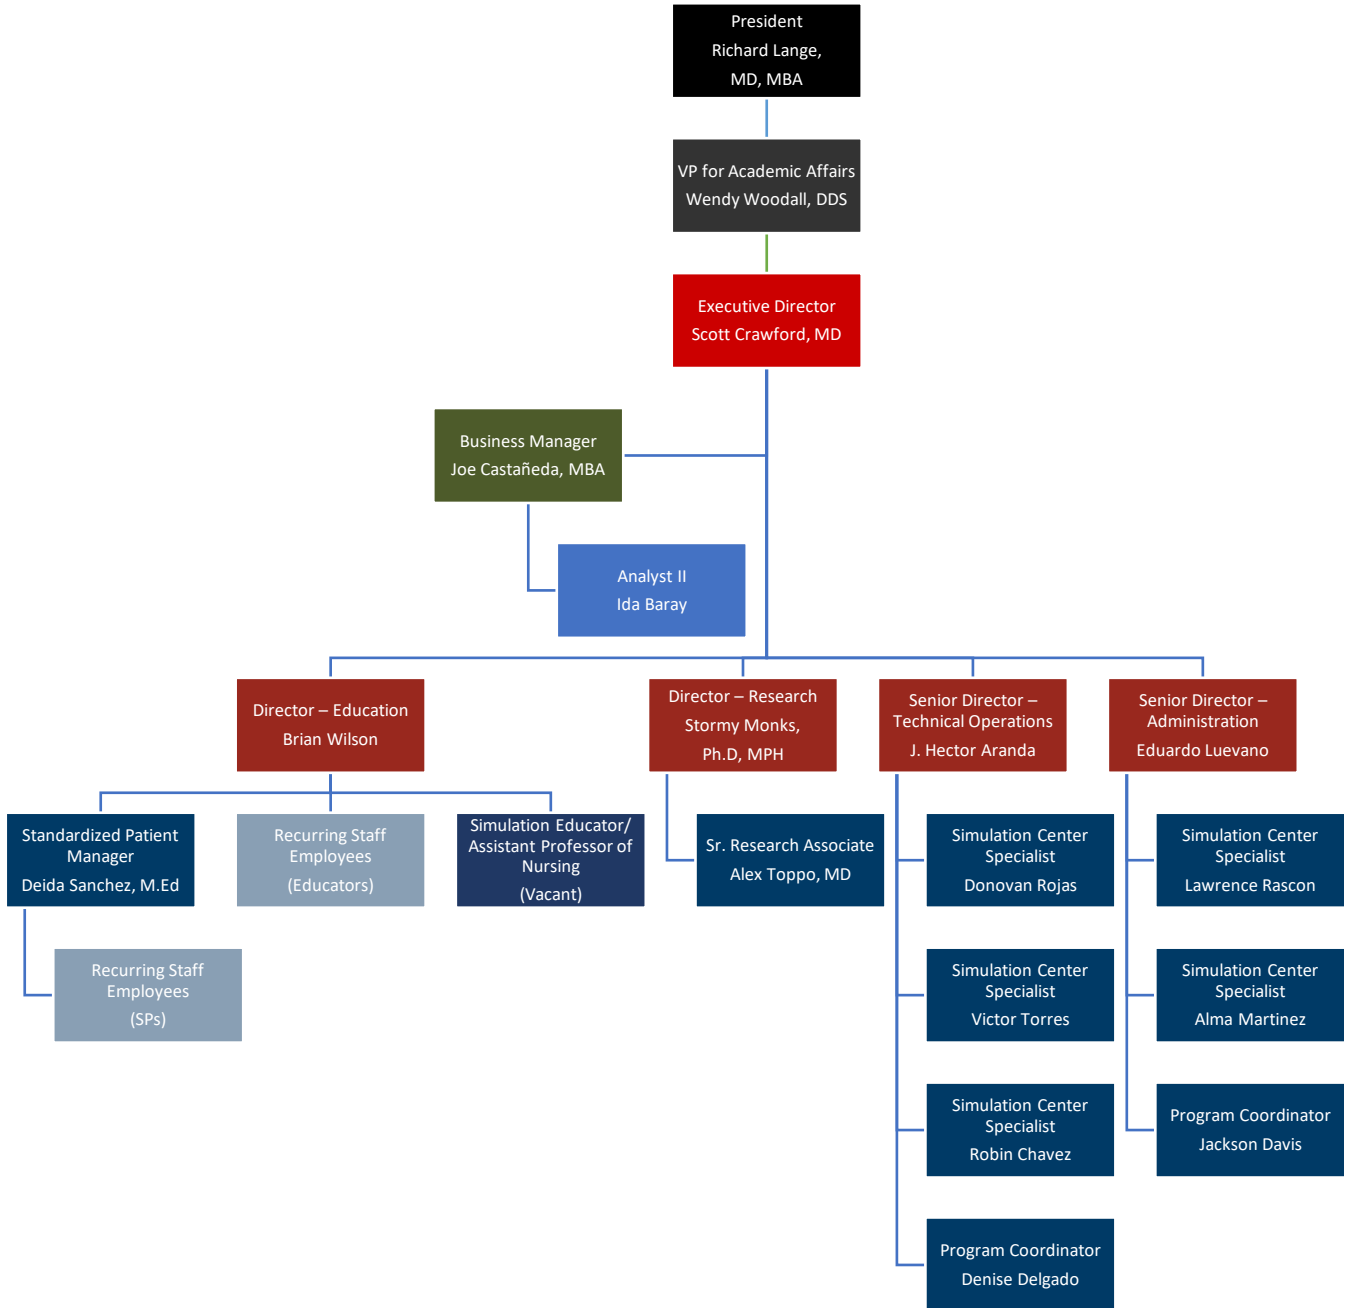 President
Richard Lange,
MD, MBA
VP for Academic Affairs
Wendy Woodall, DDS
Executive Director
Scott Crawford, MD
Business Manager
Joe Castañeda, MBA
Analyst II
Ida Baray
Director – Education
Brian Wilson
Director – Research
Stormy Monks,
Ph.D, MPH
Senior Director –
Technical Operations
J. Hector Aranda
Senior Director –
Administration
Eduardo Luevano
Standardized Patient
Manager
Deida Sanchez, M.Ed
Recurring Staff
Employees
(Educators)
Simulation Educator/
Assistant Professor of
Nursing
(Vacant)
Sr. Research Associate
Alex Toppo, MD
Simulation Center
Specialist
Donovan Rojas
Simulation Center
Specialist
Lawrence Rascon
Recurring Staff
Employees
(SPs)
Simulation Center
Specialist
Victor Torres
Simulation Center
Specialist
Alma Martinez
Simulation Center
Specialist
Robin Chavez
Program Coordinator
Jackson Davis
Program Coordinator
Denise Delgado